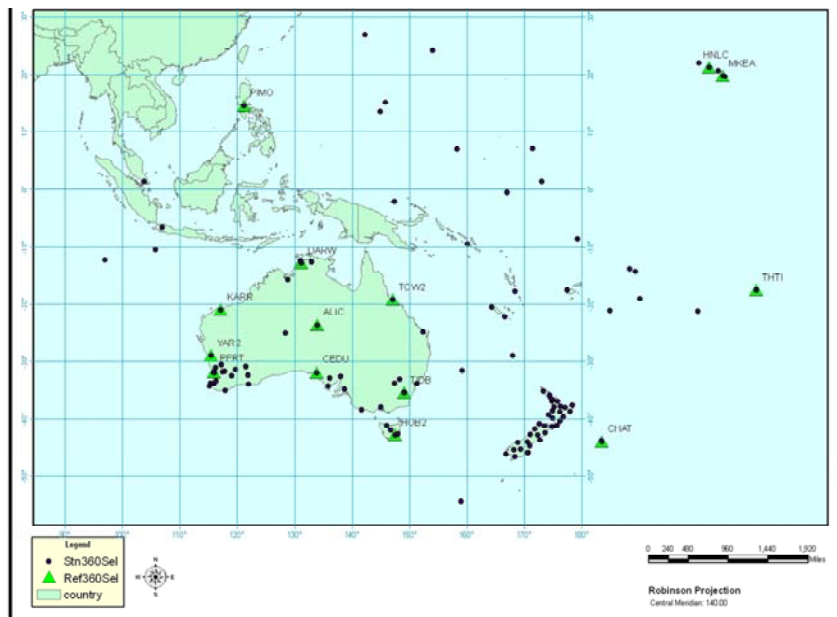 HNLC
MKEA
PIMO
DARW
THTI
KARR
TOW2
ALIC
YAR2
PERT
CEDU
TIDB
HOB2
CHAT
110°
120°
130°
140°
150°
160°
170°
180°
Legend
Stn360Sel
Ref360Sel
country
N
E
S
0 240 480 960 1,440 1,920
Miles
Robinson Projection
Central Meridian: 140.00